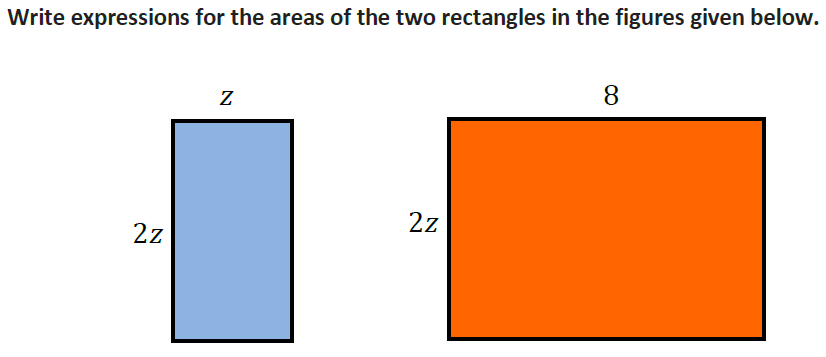 Write expressions for the areas of the two rectangles in the figures given below.
z
8
2z
2z